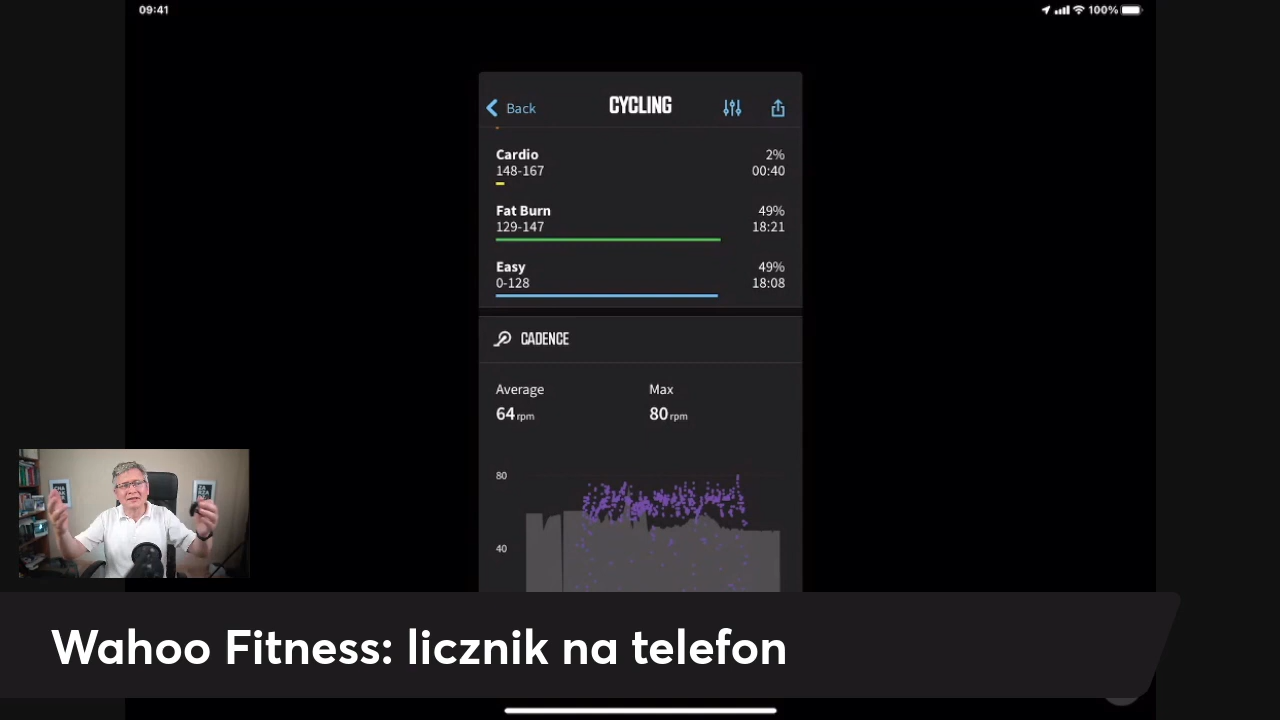 09:41
100%
Back
CYCLING
Cardio
2%
148-167
00:40
Fat Burn
49%
129-147
18:21
Easy
49%
0-128
18:08
CADENCE
Average
Max
64 rpm
80 rpm
80
40
Wahoo Fitness: licznik na telefon